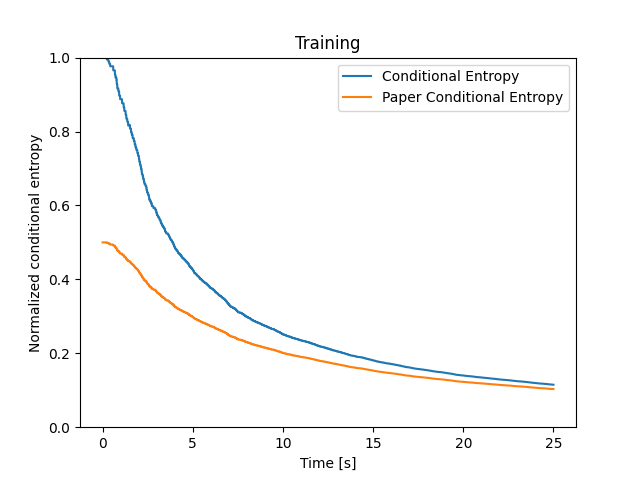 Training
Conditional Entropy
Paper Conditional Entropy
Normalized conditional entropy
1.0
0.8
0.6
0.4
0.2
0.0
0 5 10 15 20 25
Time [s]